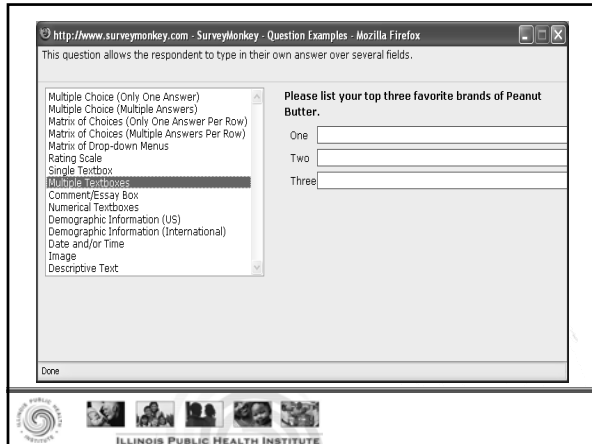 http://www.surveymonkey.com - SurveyMonkey - Question Examples - Mozilla Firefox
This question allows the respondent to type in their own answer over several fields.
Multiple Choice (Only One Answer)
Multiple Choice (Multiple Answers)
Matrix of Choices (Only One Answer Per Row)
Matrix of Choices (Multiple Answers Per Row)
Matrix of Drop-down Menus
Rating Scale
Single Textbox
Multiple Textboxes
Comment/Essay Box
Numerical Textboxes
Demographic Information (US)
Demographic Information (International)
Date and/or Time
Image
Descriptive Text
Please list your top three favorite brands of Peanut
Butter.
One
Two
Three
Done
ILLINOIS PUBLIC HEALTH INSTITUTE
ILLINOIS PUBLIC HEALTH INSTITUTE